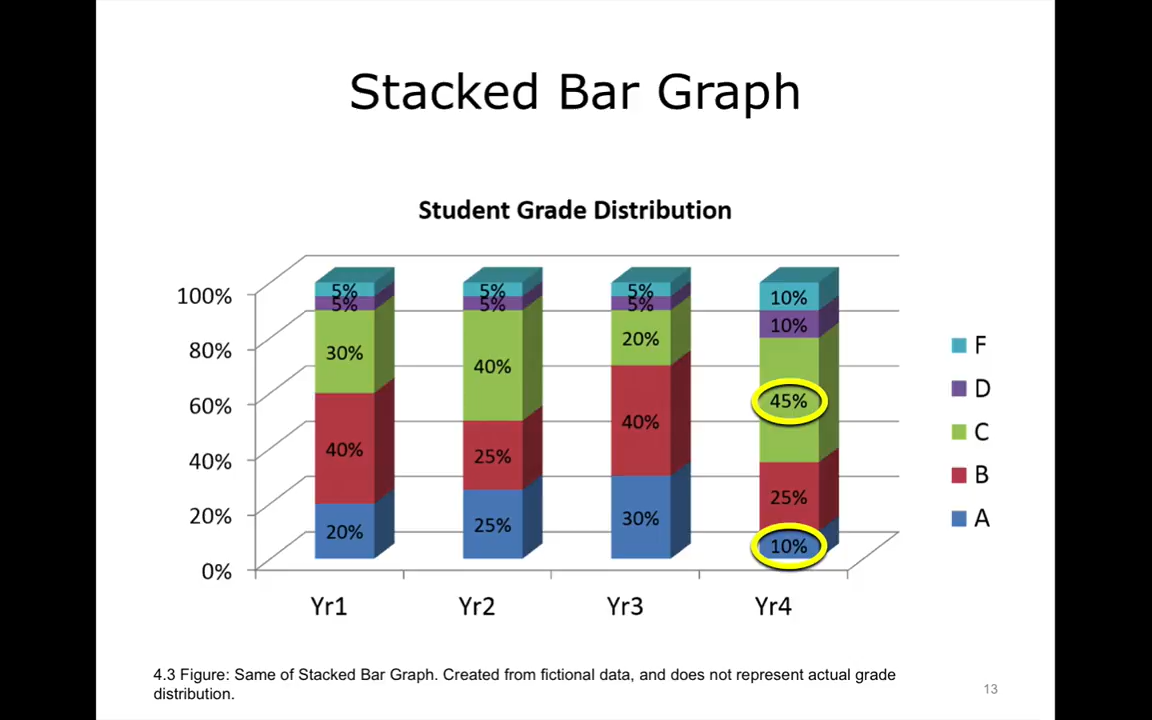 Stacked Bar Graph
Student Grade Distribution
100%
80%
60%
40%
20%
0%
5%
5%
30%
40%
20%
5%
5%
40%
25%
25%
5%
5%
20%
40%
30%
10%
10%
45%
25%
10%
Yr1
Yr2
Yr3
Yr4
F
D
C
B
A
4.3 Figure: Same of Stacked Bar Graph. Created from fictional data, and does not represent actual grade
distribution.
13